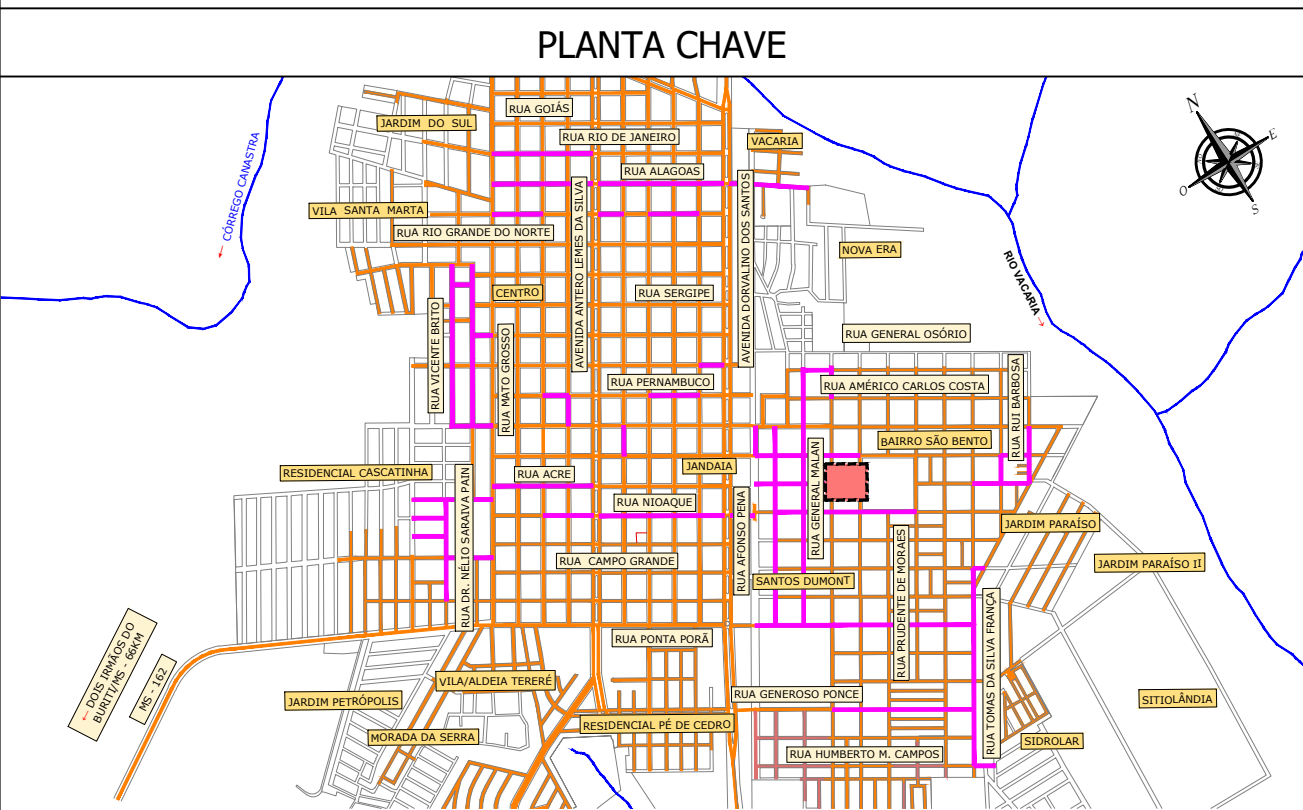 PLANTA CHAVE
RUA GOIÁS
JARDIM DO SUL
RUA RIO DE JANEIRO
VACARIA
N
E
O
S
← CÓRREGO CANASTRA
RUA ALAGOAS
VILA SANTA MARTA
RUA RIO GRANDE DO NORTE
AVENIDA ANTERO LEMES DA SILVA
AVENIDA DORVALINO DOS SANTOS
NOVA ERA
RIO VACARIA →
CENTRO
RUA SERGIPE
RUA VICENTE BRITO
RUA MATO GROSSO
RUA GENERAL OSÓRIO
RUA PERNAMBUCO
RUA AMÉRICO CARLOS COSTA
RUA RUI BARBOSA
BAIRRO SÃO BENTO
RESIDENCIAL CASCATINHA
RUA ACRE
JANDAIA
RUA GENERAL MALAN
RUA NIOAQUE
RUA DR. NÉLIO SARAIVA PAIN
RUA AFONSO PENA
JARDIM PARAÍSO
RUA CAMPO GRANDE
SANTOS DUMONT
RUA PRUDENTE DE MORAES
JARDIM PARAÍSO II
RUA TOMAS DA SILVA FRANÇA
← DOIS IRMÃOS DO
BURITI/MS - 66KM
MS - 162
RUA PONTA PORÃ
VILA/ALDEIA TERERÉ
JARDIM PETRÓPOLIS
RUA GENEROSO PONCE
SITIOLÂNDIA
RESIDENCIAL PÉ DE CEDRO
MORADA DA SERRA
RUA HUMBERTO M. CAMPOS
SIDROLAR